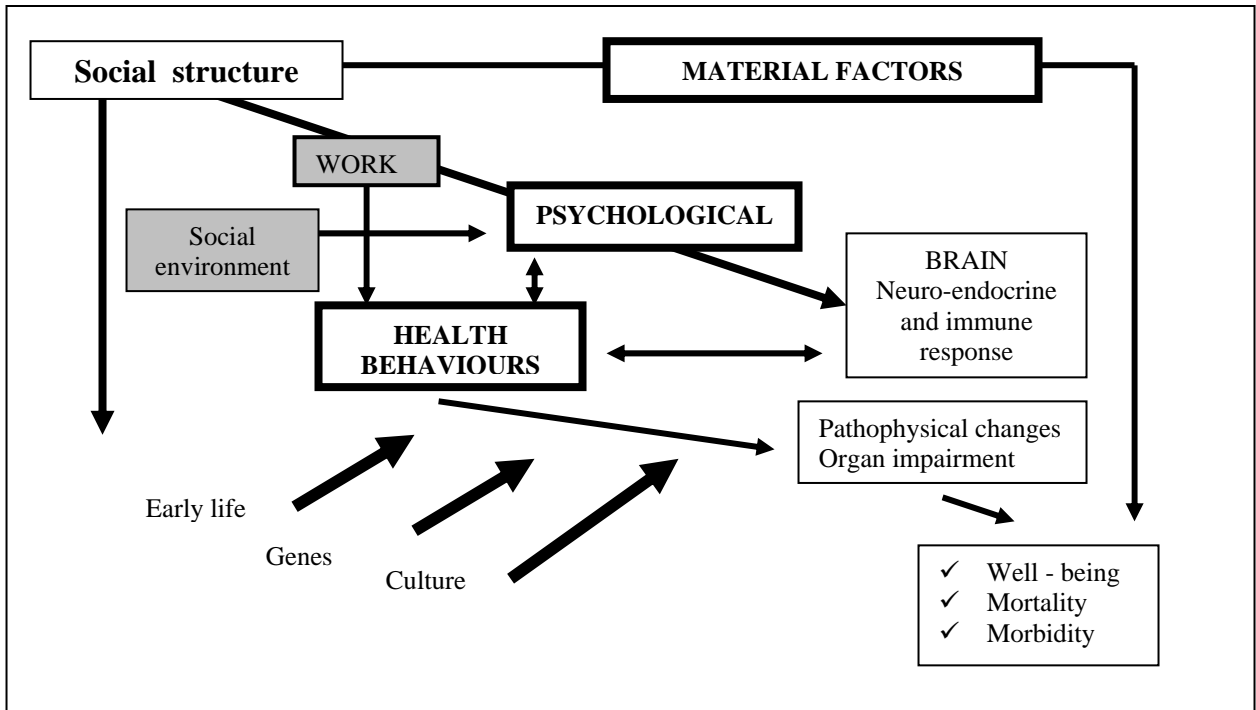 Social structure
MATERIAL FACTORS
WORK
PSYCHOLOGICAL
Social
environment
BRAIN
Neuro-endocrine
and immune
response
HEALTH
BEHAVIOURS
Pathophysical changes
Organ impairment
Early life
Genes
Culture
✓ Well - being
✓ Mortality
✓ Morbidity